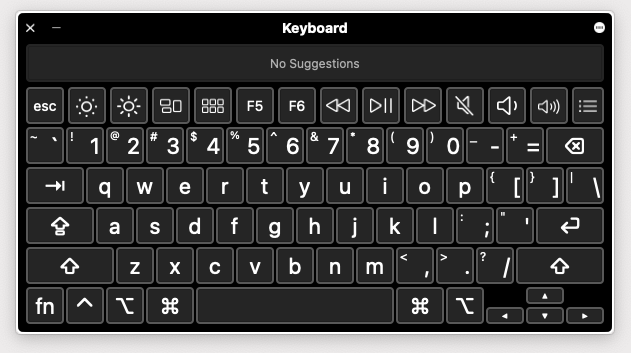 Keyboard
No Suggestions
esc F5 F6
~ ` ! 1 @ 2 # 3 $ 4 % 5 ^ 6 & 7 * 8 ( 9 ) 0 _ - + =
q w e r t y u i o p { [ } ] | \
a s d f g h j k l : ; " '
z x c v b n m < , > . ? /
fn ^ ⌥ ⌘ ⌘ ⌥